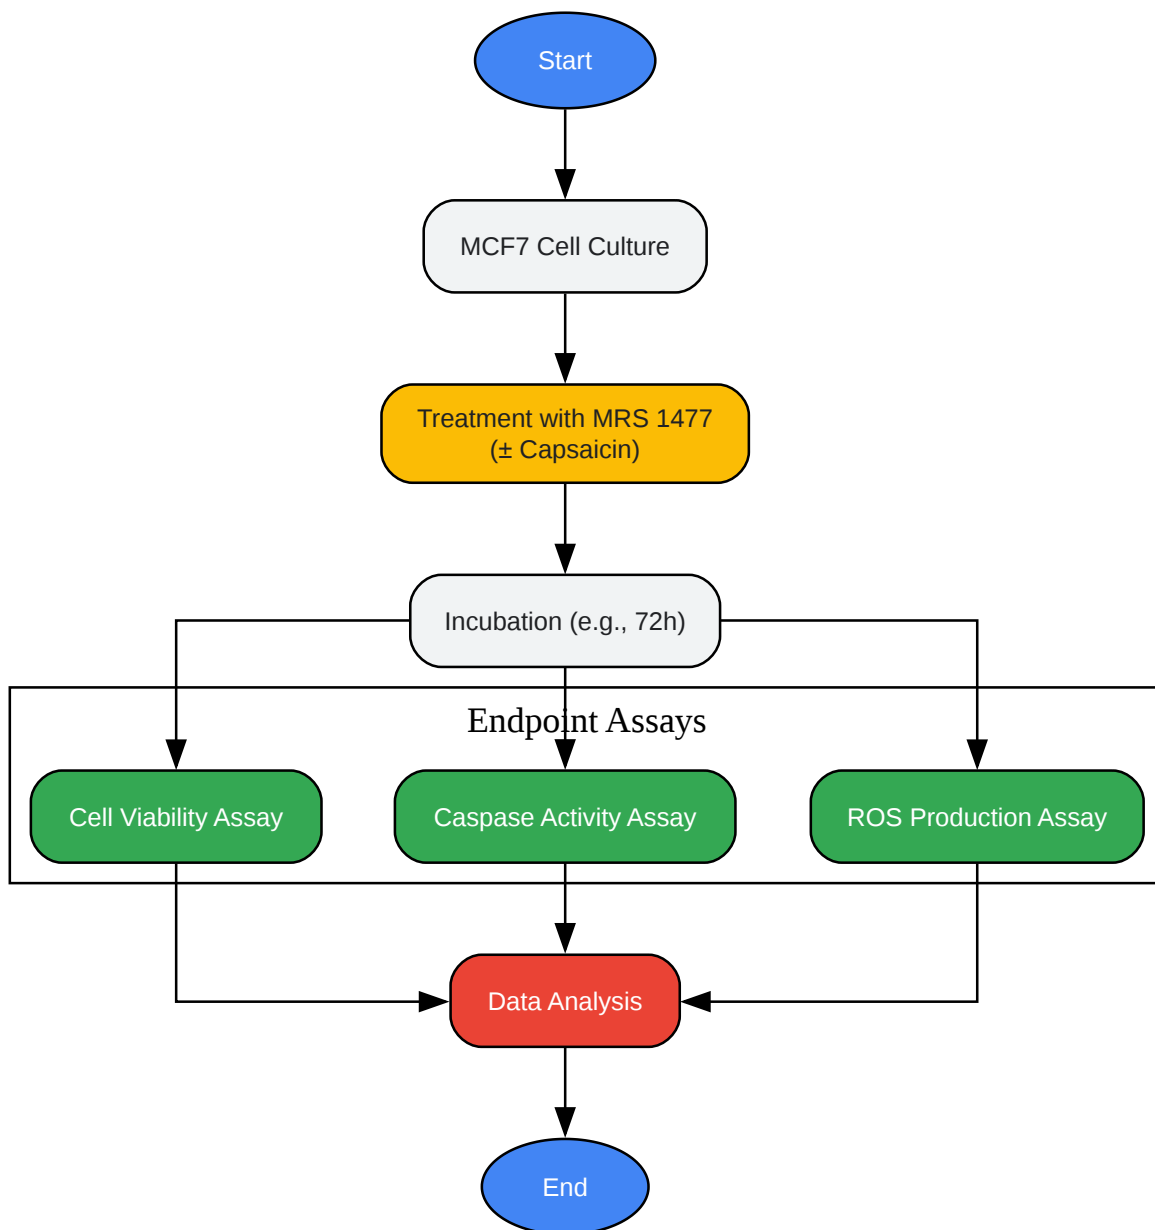 Start
MCF7 Cell Culture
Treatment with MRS 1477
(± Capsaicin)
Incubation (e.g., 72h)
Endpoint Assays
Cell Viability Assay
Caspase Activity Assay
ROS Production Assay
Data Analysis
End